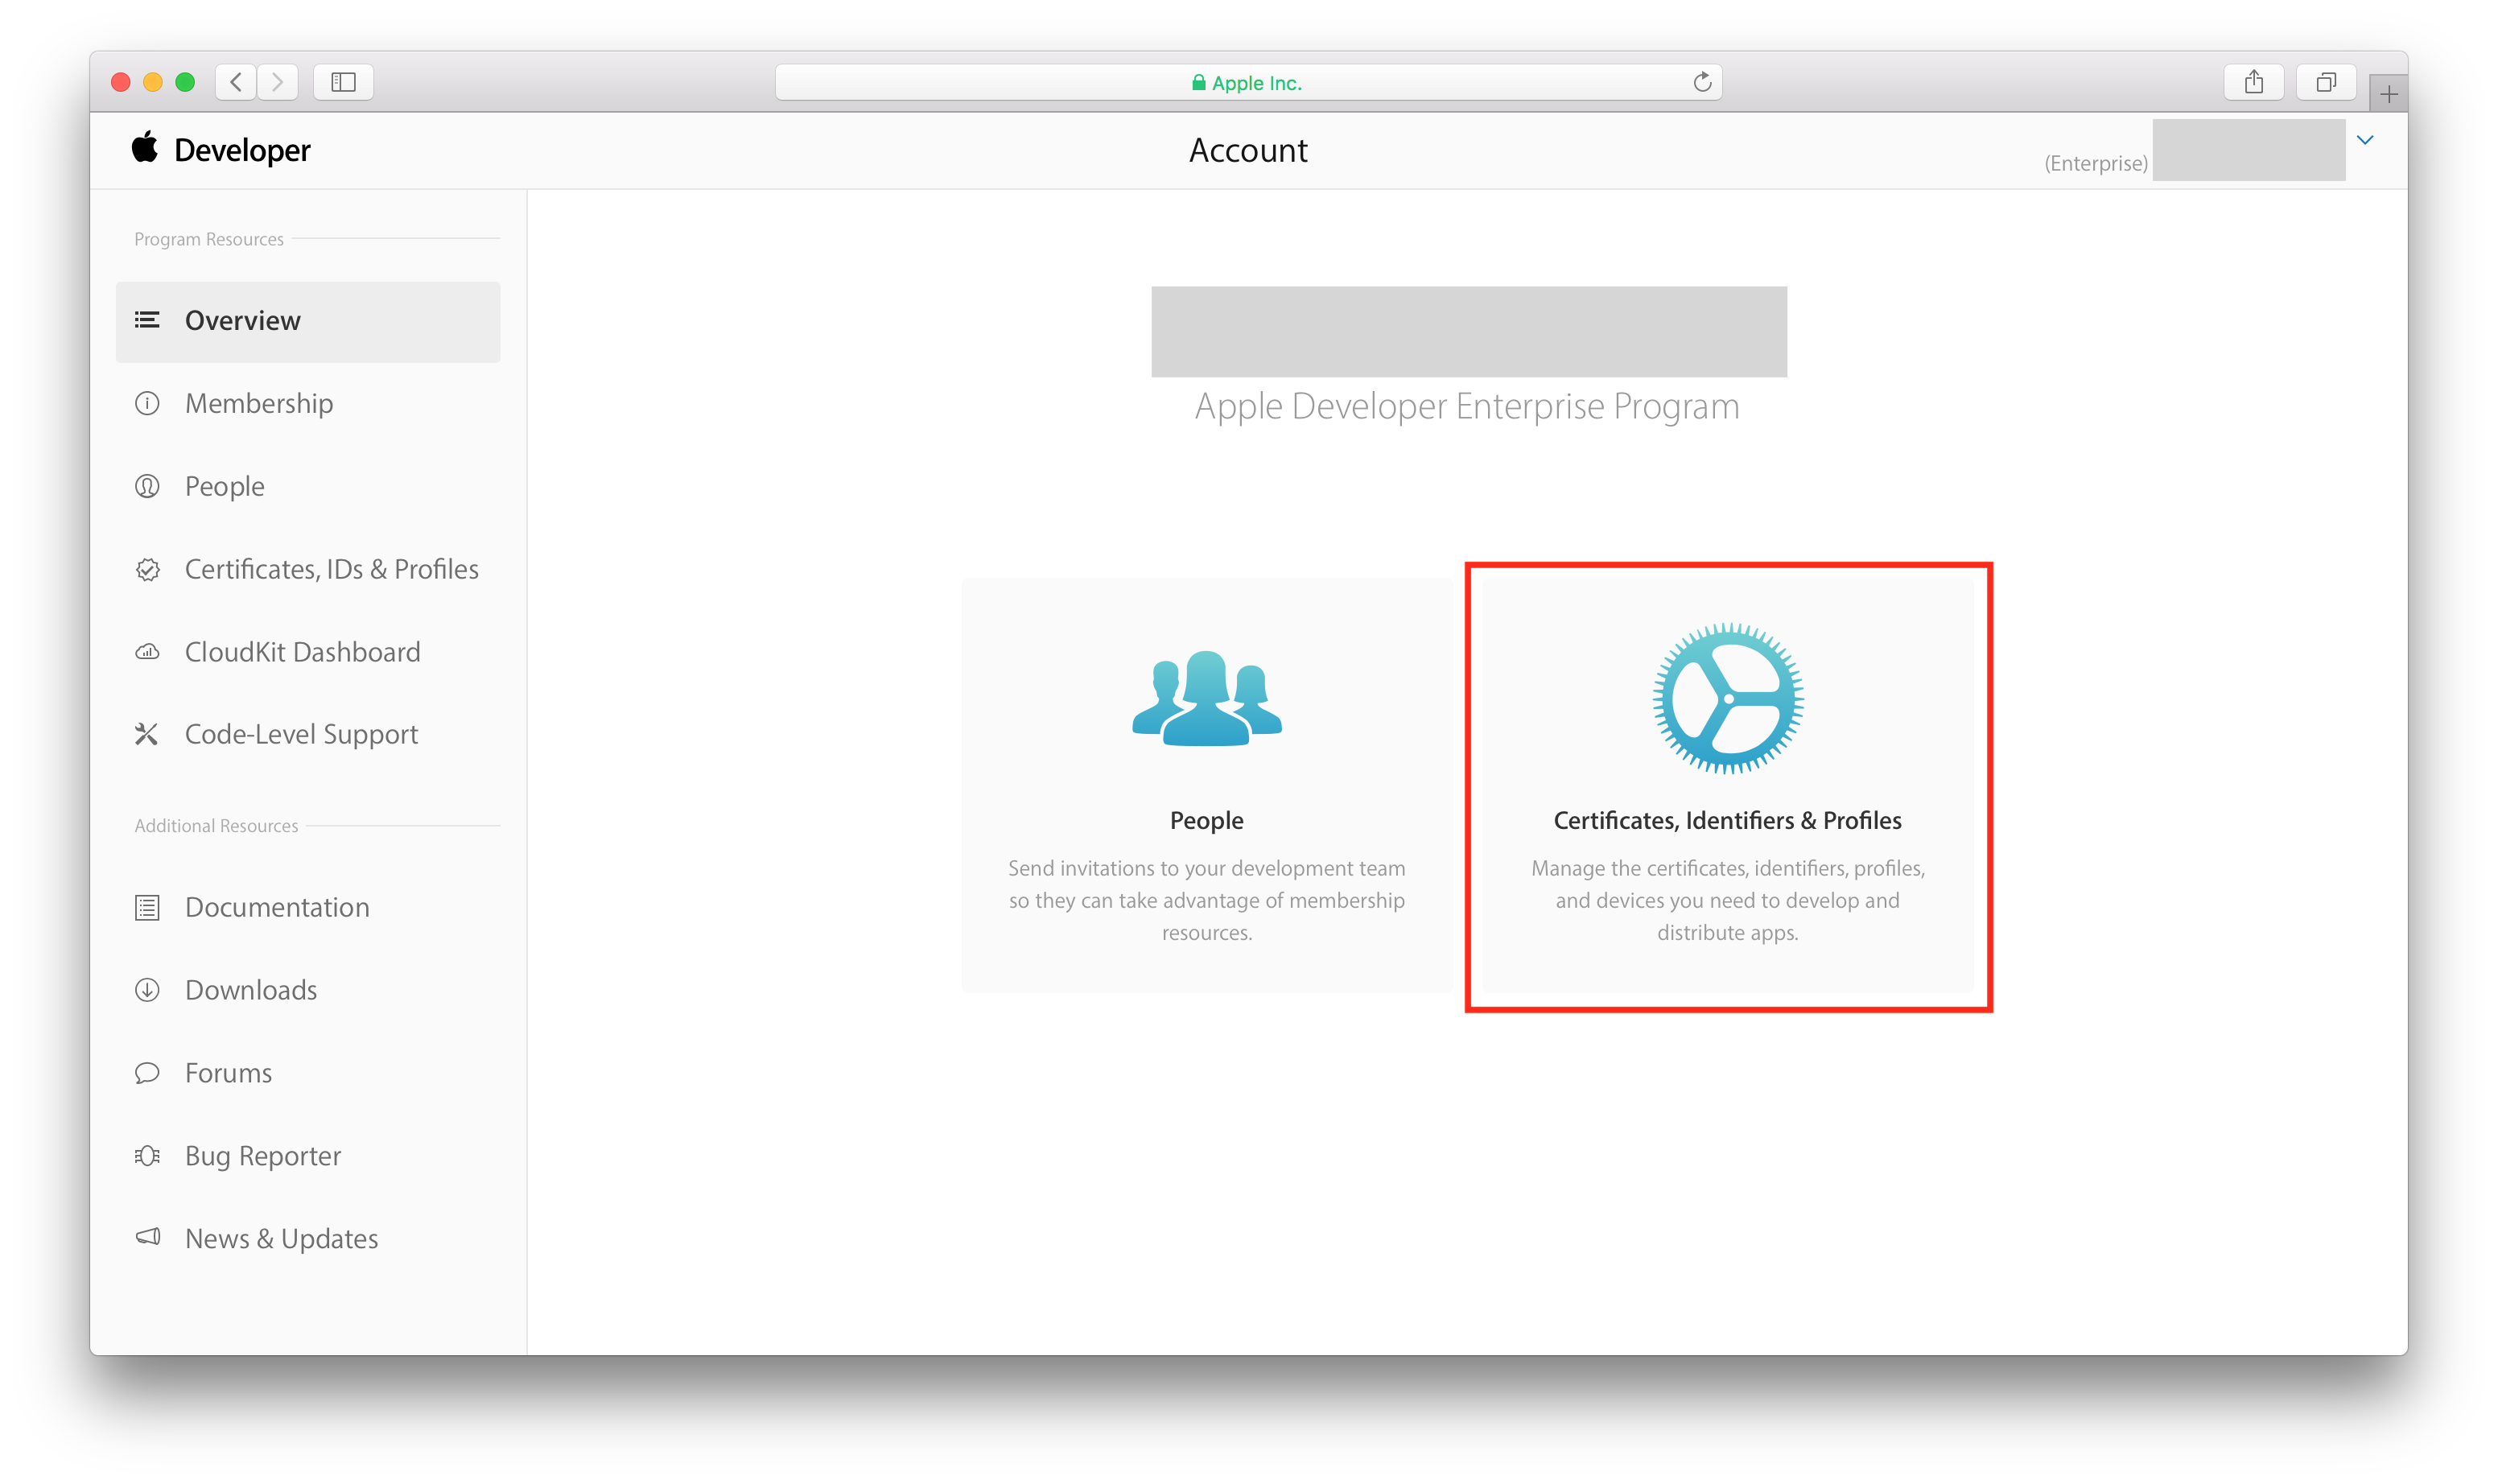 Apple Inc.
Developer
Account
(Enterprise)
Program Resources
Overview
Membership
People
Certificates, IDs & Profiles
CloudKit Dashboard
Code-Level Support
Additional Resources
Documentation
Downloads
Forums
Bug Reporter
News & Updates
Apple Developer Enterprise Program
People
Send invitations to your development team
so they can take advantage of membership
resources.
Certificates, Identifiers & Profiles
Manage the certificates, identifiers, profiles,
and devices you need to develop and
distribute apps.